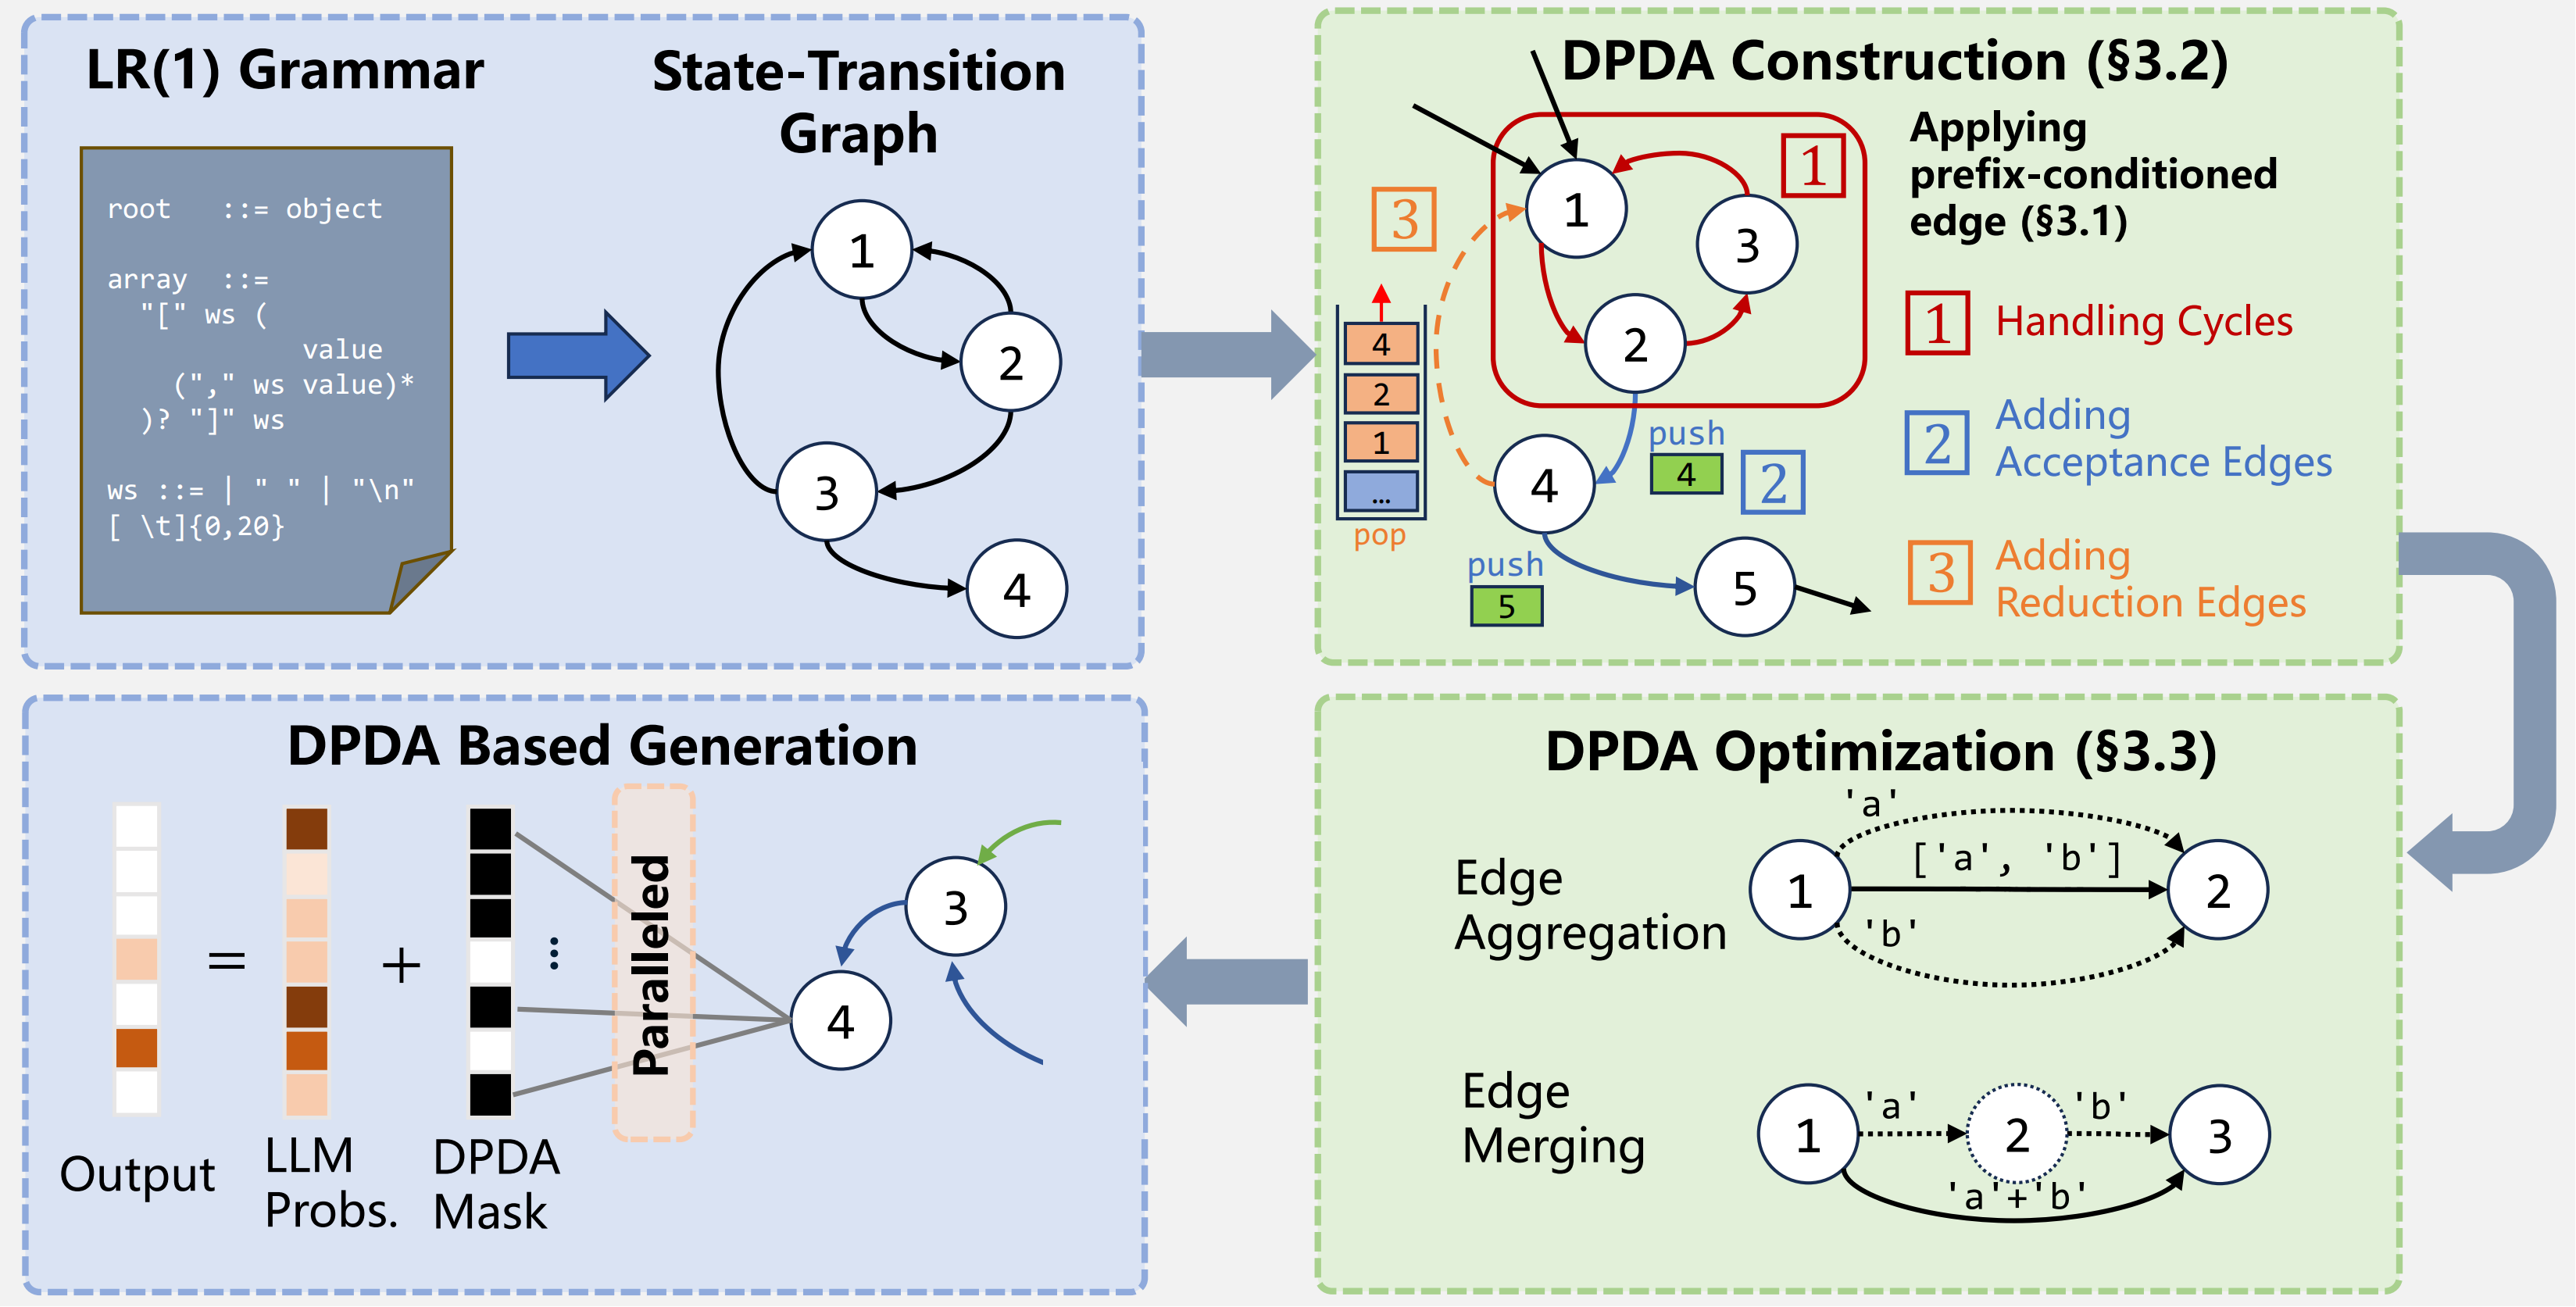 LR(1) Grammar
root   ::= object
array  ::=
  "[" ws (
            value
    ("," ws value)*
  )? "]" ws
ws ::= | " " | "\n"
[ \t]{0,20}
State-Transition
Graph
1
2
3
4
DPDA Construction (§3.2)
Applying
prefix-conditioned
edge (§3.1)
1
1
3
2
3
4
2
1
...
pop
4
push
4
2
push
5
5
1 Handling Cycles
2 Adding
Acceptance Edges
3 Adding
Reduction Edges
DPDA Based Generation
=
+
...
Paralleled
3
4
Output
LLM
Probs.
DPDA
Mask
DPDA Optimization (§3.3)
Edge
Aggregation
'a'
1
['a', 'b']
2
'b'
Edge
Merging
1
'a'
2
'b'
3
'a'+'b'